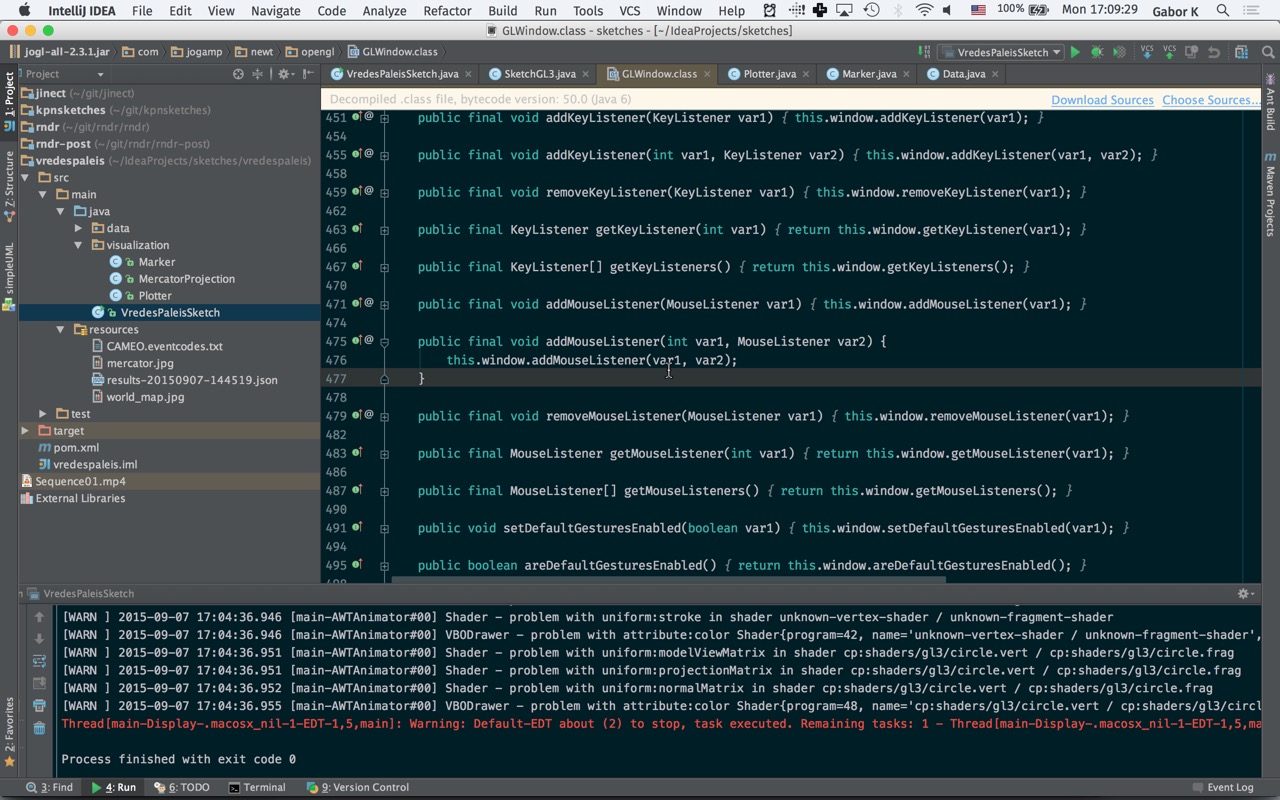 IntelliJ IDEA File Edit View Navigate Code Analyze Refactor Build Run Tools VCS Window Help 100% Mon 17:09:29 Gabor K
GLWindow.class - sketches - [~/IdeaProjects/sketches]
jogl-all-2.3.1.jar com jogamp newt opengl GLWindow.class VredesPaleisSketch VCS VCS
Project VredesPaleisSketch.java SketchGL3.java GLWindow.class Plotter.java Marker.java Data.java
1: Project
Z: Structure
simpleUML
2: Favorites
jinect (~/git/jinect)
kpnsketches (~/git/kpnsketches)
rndr (~/git/rndr/rndr)
rndr-post (~/git/rndr/rndr-post)
vredespaleis (~/IdeaProjects/sketches/vredespaleis)
src
main
java
data
visualization
Marker
MercatorProjection
Plotter
VredesPaleisSketch
resources
CAMEO.eventcodes.txt
mercator.jpg
results-20150907-144519.json
world_map.jpg
test
target
pom.xml
vredespaleis.iml
Sequence01.mp4
External Libraries
Decompiled .class file, bytecode version: 50.0 (Java 6) Download Sources Choose Sources...
451 public final void addKeyListener(KeyListener var1) { this.window.addKeyListener(var1); }
454
455 public final void addKeyListener(int var1, KeyListener var2) { this.window.addKeyListener(var1, var2); }
458
459 public final void removeKeyListener(KeyListener var1) { this.window.removeKeyListener(var1); }
462
463 public final KeyListener getKeyListener(int var1) { return this.window.getKeyListener(var1); }
466
467 public final KeyListener[] getKeyListeners() { return this.window.getKeyListeners(); }
470
471 public final void addMouseListener(MouseListener var1) { this.window.addMouseListener(var1); }
474
475 public final void addMouseListener(int var1, MouseListener var2) {
476 this.window.addMouseListener(var1, var2);
477 }
478
479 public final void removeMouseListener(MouseListener var1) { this.window.removeMouseListener(var1); }
482
483 public final MouseListener getMouseListener(int var1) { return this.window.getMouseListener(var1); }
486
487 public final MouseListener[] getMouseListeners() { return this.window.getMouseListeners(); }
490
491 public void setDefaultGesturesEnabled(boolean var1) { this.window.setDefaultGesturesEnabled(var1); }
494
495 public boolean areDefaultGesturesEnabled() { return this.window.areDefaultGesturesEnabled(); }
Ant Build
Maven Projects
VredesPaleisSketch
[WARN ] 2015-09-07 17:04:36.946 [main-AWTAnimator#00] Shader – problem with uniform:stroke in shader unknown-vertex-shader / unknown-fragment-shader
[WARN ] 2015-09-07 17:04:36.946 [main-AWTAnimator#00] VBODrawer – problem with attribute:color Shader{program=42, name='unknown-vertex-shader / unknown-fragment-shader',
[WARN ] 2015-09-07 17:04:36.951 [main-AWTAnimator#00] Shader – problem with uniform:modelViewMatrix in shader cp:shaders/gl3/circle.vert / cp:shaders/gl3/circle.frag
[WARN ] 2015-09-07 17:04:36.951 [main-AWTAnimator#00] Shader – problem with uniform:projectionMatrix in shader cp:shaders/gl3/circle.vert / cp:shaders/gl3/circle.frag
[WARN ] 2015-09-07 17:04:36.952 [main-AWTAnimator#00] Shader – problem with uniform:normalMatrix in shader cp:shaders/gl3/circle.vert / cp:shaders/gl3/circle.frag
[WARN ] 2015-09-07 17:04:36.955 [main-AWTAnimator#00] VBODrawer – problem with attribute:color Shader{program=48, name='cp:shaders/gl3/circle.vert / cp:shaders/gl3/circl
Thread[main-Display-.macosx_nil-1-EDT-1,5,main]: Warning: Default-EDT about (2) to stop, task executed. Remaining tasks: 1 – Thread[main-Display-.macosx_nil-1-EDT-1,5,ma
Process finished with exit code 0
3: Find 4: Run 6: TODO Terminal 9: Version Control Event Log